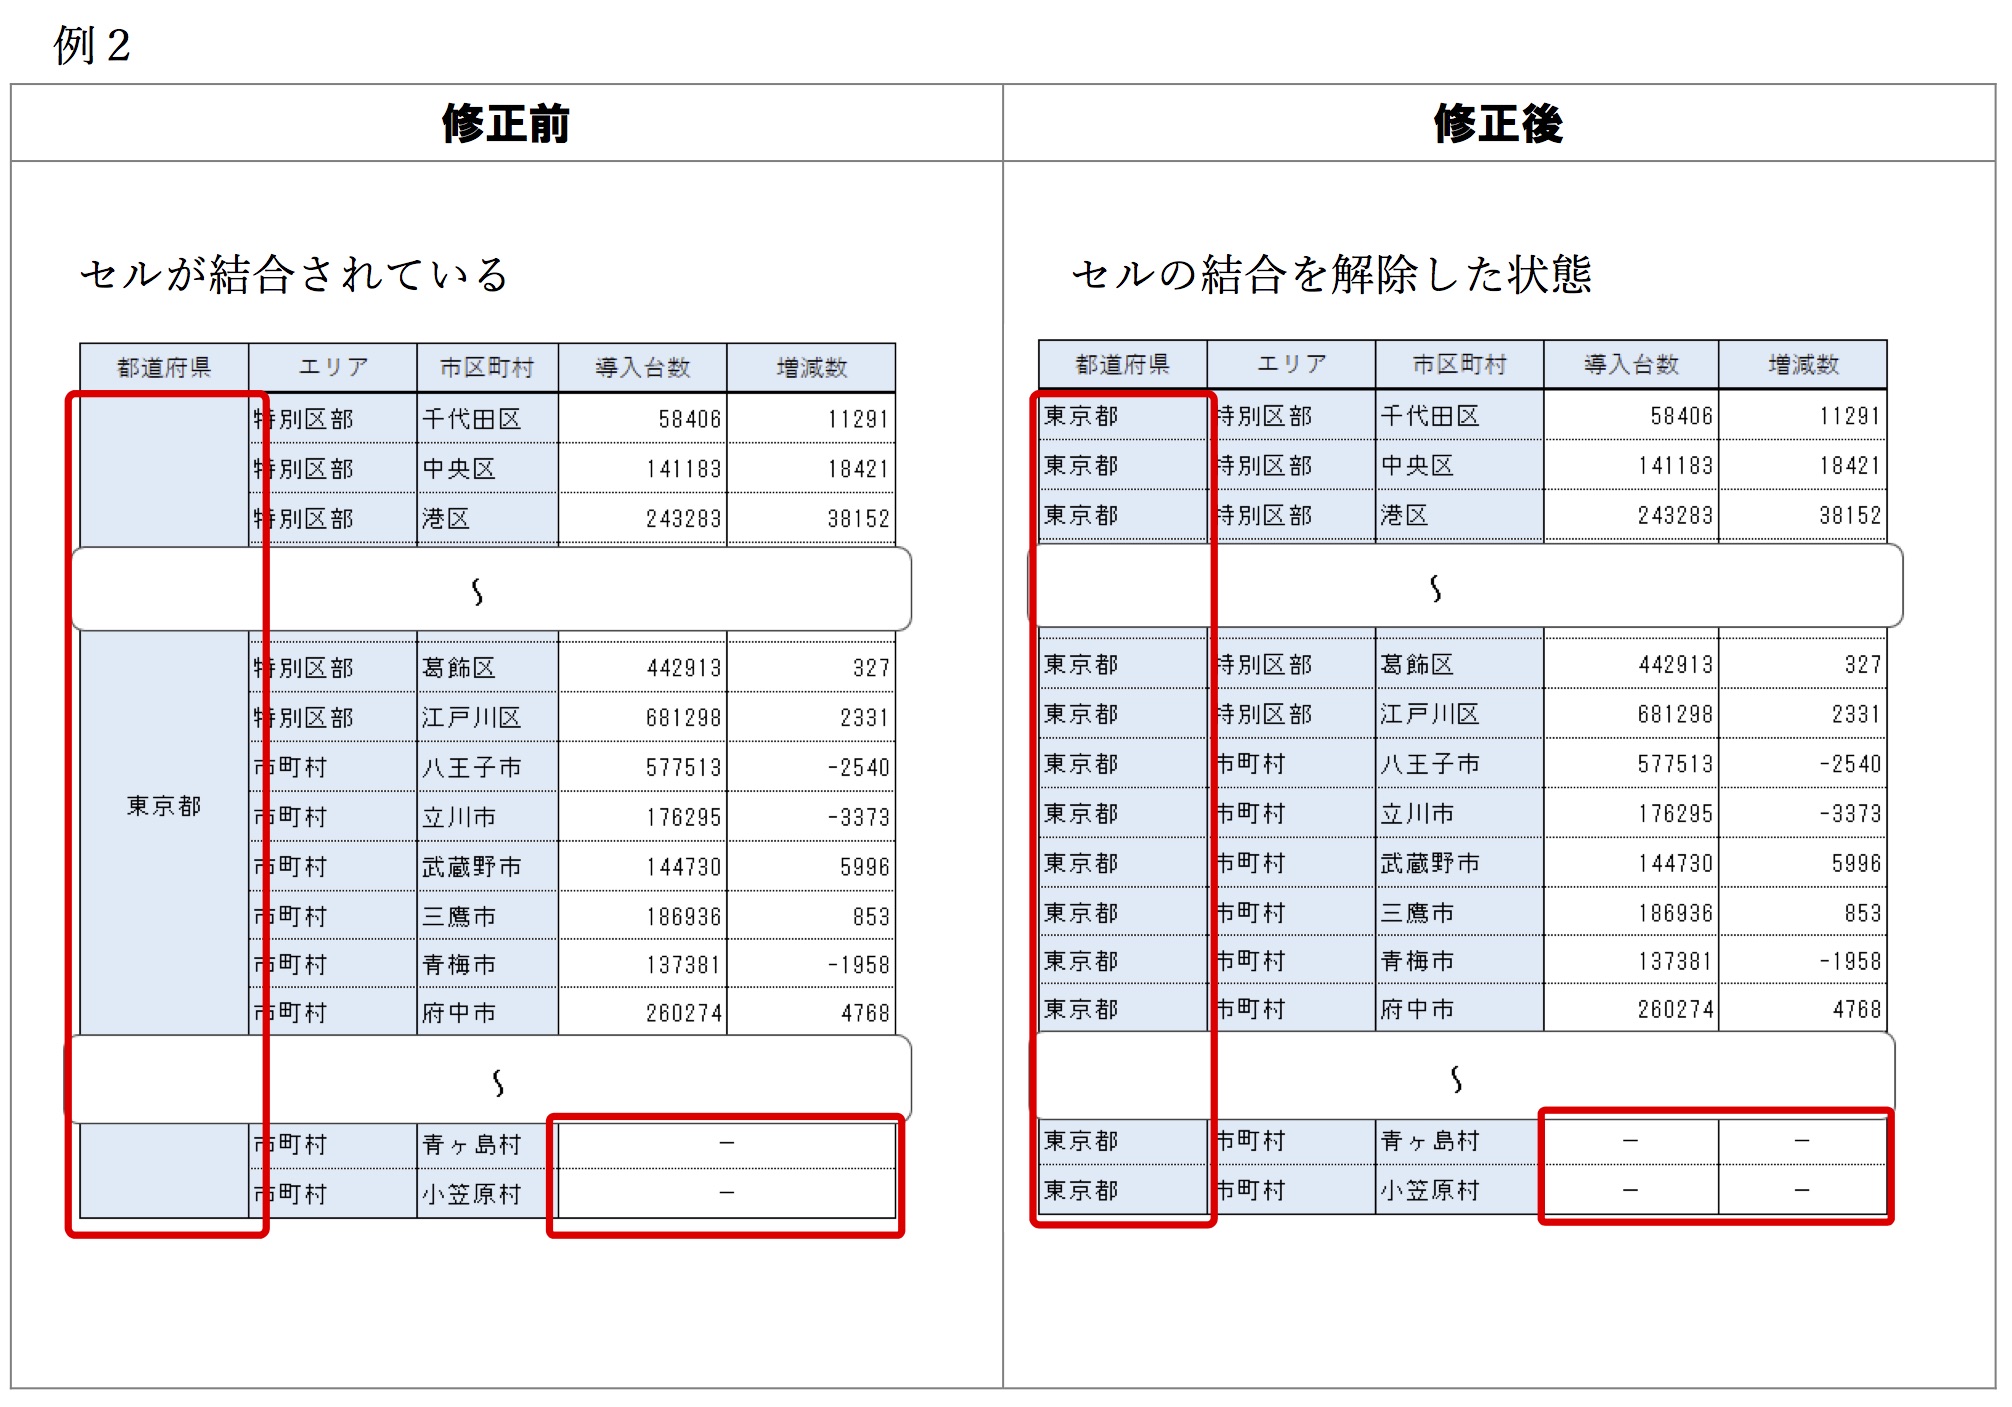 例２
修正前 修正後
セルが結合されている
都道府県 エリア 市区町村 導入台数 増減数
特別区部 千代田区 58406 11291
特別区部 中央区 141183 18421
特別区部 港区 243283 38152
〜
特別区部 葛飾区 442913 327
特別区部 江戸川区 681298 2331
市町村 八王子市 577513 -2540
東京都 市町村 立川市 176295 -3373
市町村 武蔵野市 144730 5996
市町村 三鷹市 186936 853
市町村 青梅市 137381 -1958
市町村 府中市 260274 4768
〜
市町村 青ヶ島村 －
市町村 小笠原村 －
セルの結合を解除した状態
都道府県 エリア 市区町村 導入台数 増減数
東京都 特別区部 千代田区 58406 11291
東京都 特別区部 中央区 141183 18421
東京都 特別区部 港区 243283 38152
〜
東京都 特別区部 葛飾区 442913 327
東京都 特別区部 江戸川区 681298 2331
東京都 市町村 八王子市 577513 -2540
東京都 市町村 立川市 176295 -3373
東京都 市町村 武蔵野市 144730 5996
東京都 市町村 三鷹市 186936 853
東京都 市町村 青梅市 137381 -1958
東京都 市町村 府中市 260274 4768
〜
東京都 市町村 青ヶ島村 － －
東京都 市町村 小笠原村 － －